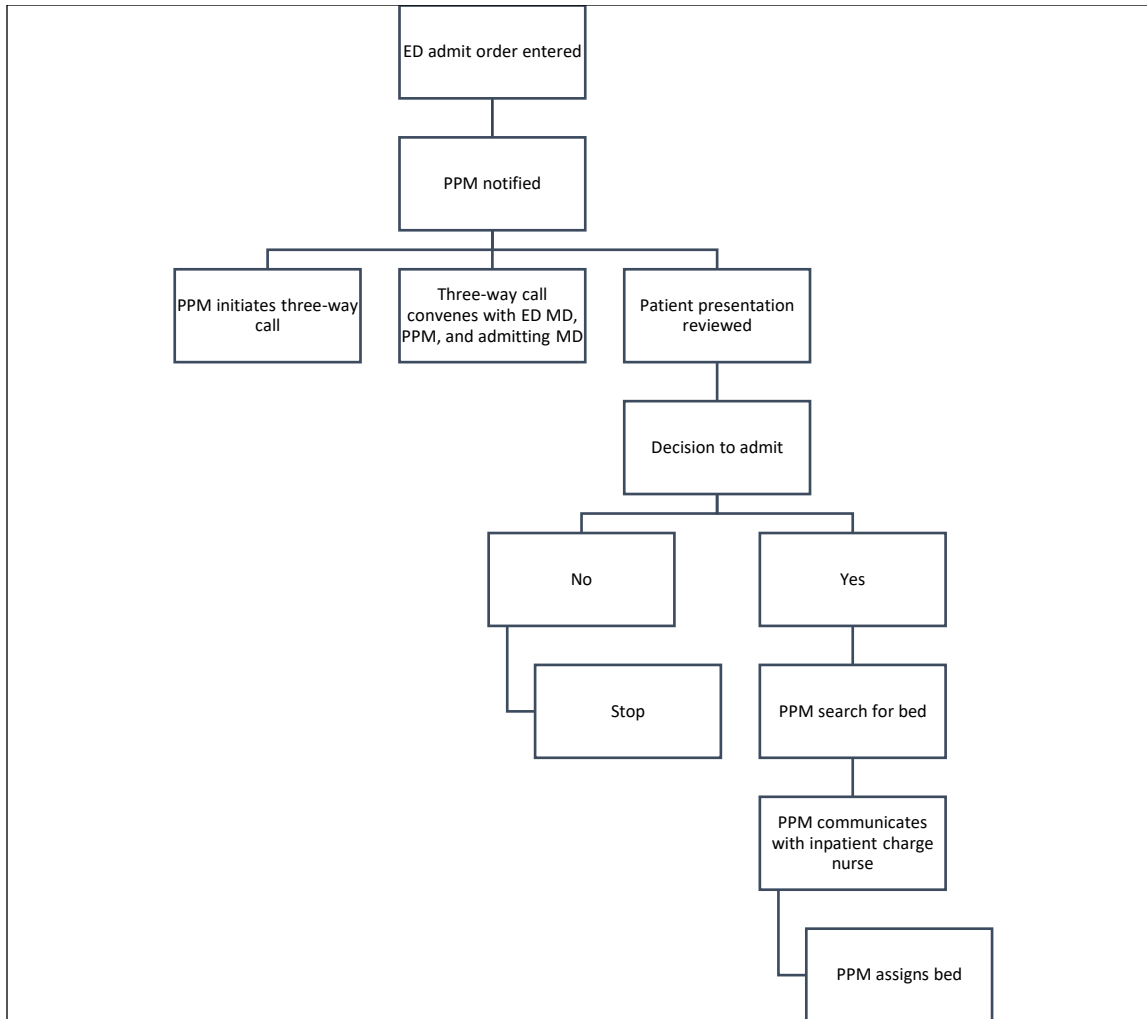 ED admit order entered
PPM notified
PPM initiates three-way
call
Three-way call
convenes with ED MD,
PPM, and admitting MD
Patient presentation
reviewed
Decision to admit
No
Yes
Stop
PPM search for bed
PPM communicates
with inpatient charge
nurse
PPM assigns bed